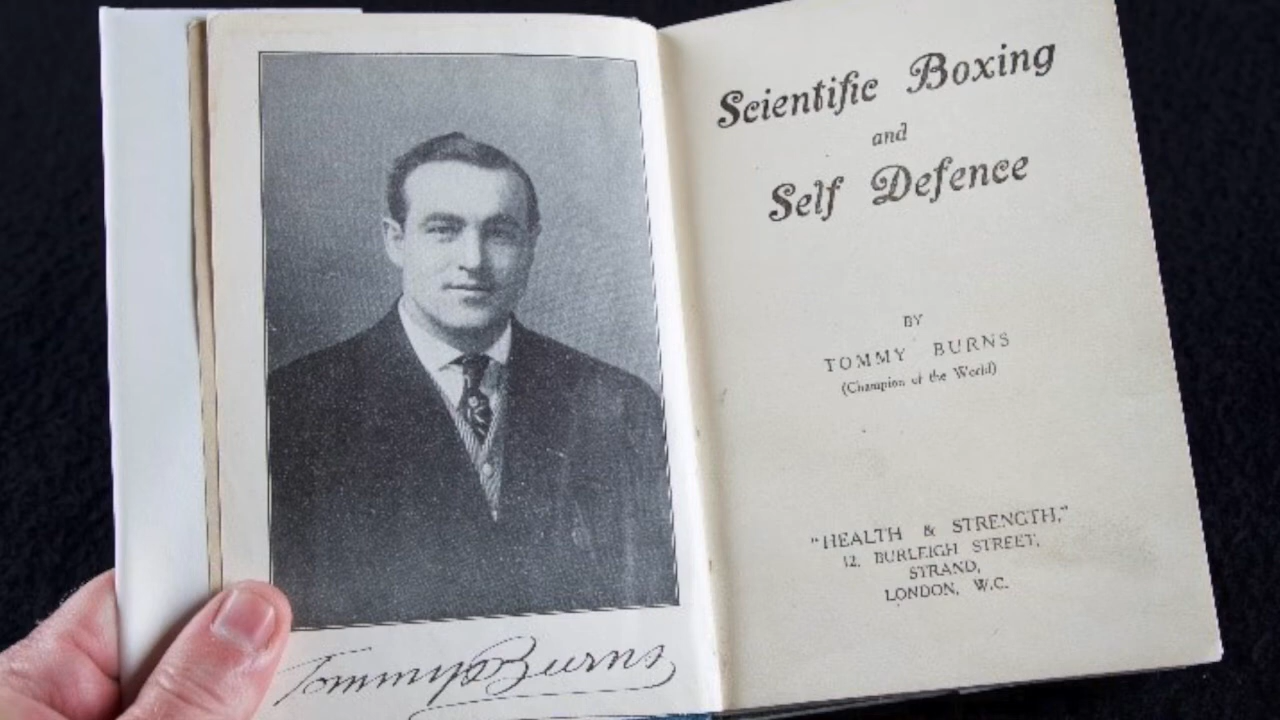 Tommy Burns
Scientific Boxing
and
Self Defence
BY
TOMMY BURNS
(Champion of the World)
"HEALTH & STRENGTH,"
12, BURLEIGH STREET,
STRAND,
LONDON, W.C.